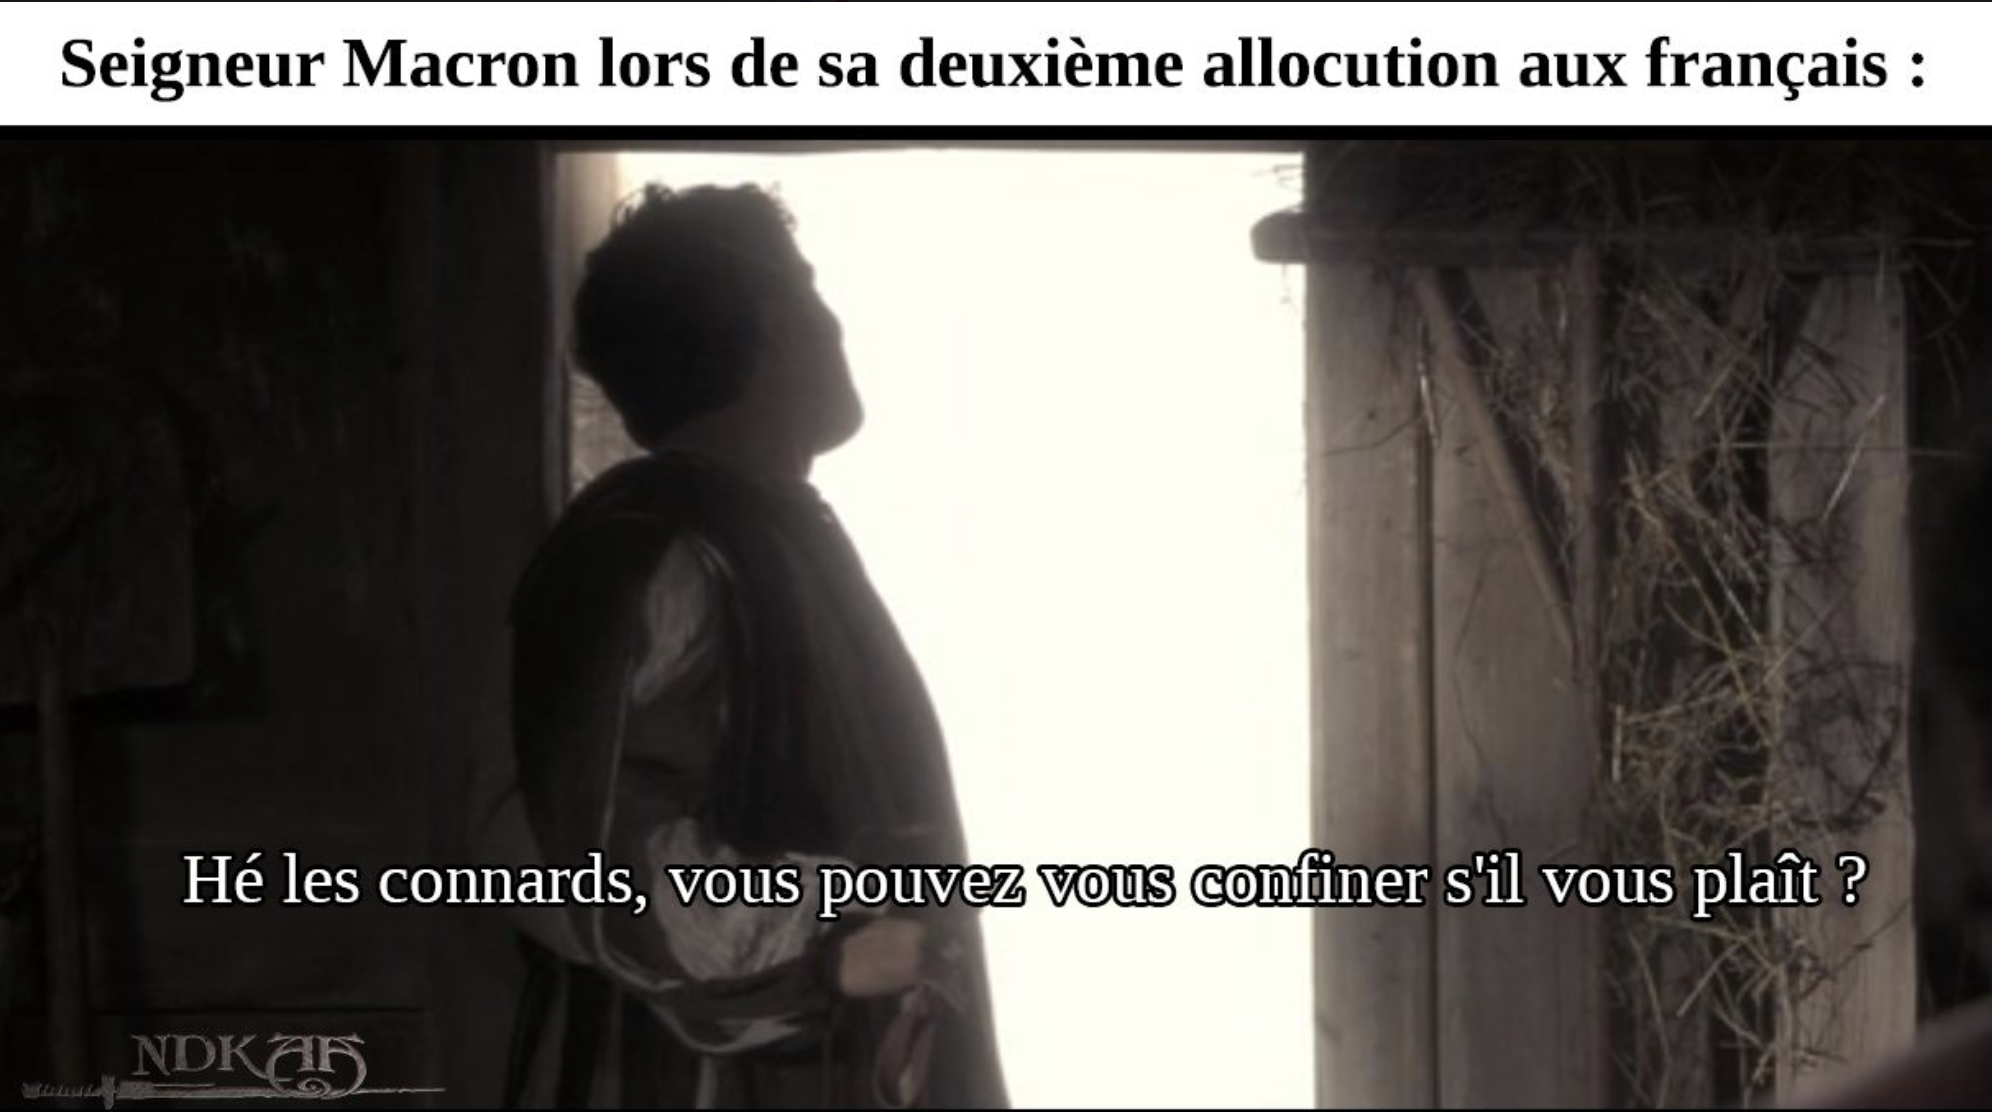 Seigneur Macron lors de sa deuxième allocution aux français :
Hé les connards, vous pouvez vous confiner s'il vous plaît ?
NDKAA